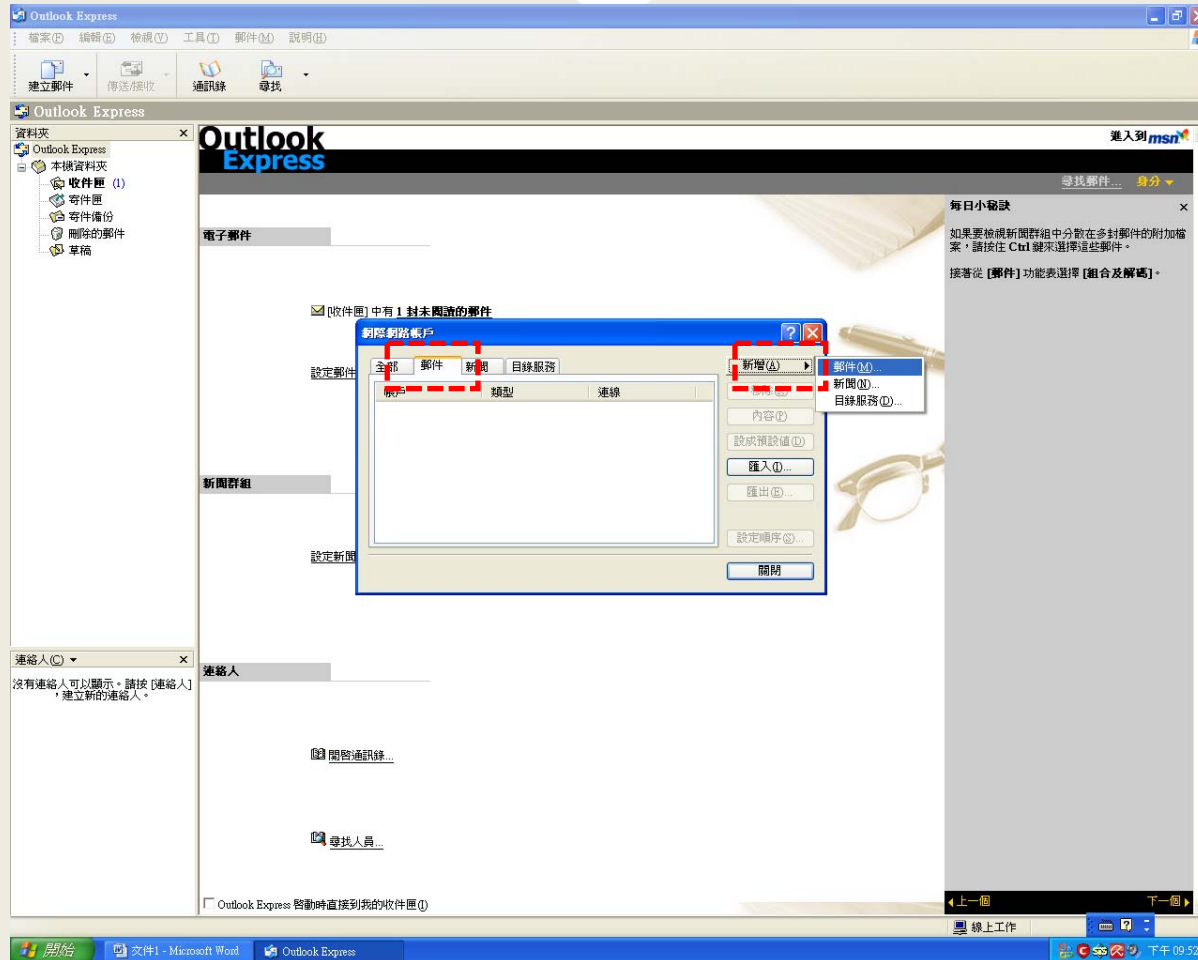 Outlook Express
檔案(F) 編輯(E) 檢視(V) 工具(T) 郵件(M) 說明(H)
建立郵件 傳送/接收 通訊錄 尋找
Outlook Express
資料夾
Outlook Express
本機資料夾
收件匣 (1)
寄件匣
寄件備份
刪除的郵件
草稿
Outlook
Express
進入到 msn
尋找郵件... 身分
電子郵件
[收件匣] 中有 1 封未閱讀的郵件
設定郵件
新聞群組
設定新聞
連絡人
開啓通訊錄...
尋找人員...
Outlook Express 啓動時直接到我的收件匣(I)
網際網路帳戶
全部 郵件 新聞 目錄服務
帳戶 類型 連線
新增(A)
內容(P)
設成預設値(D)
匯入(I)...
匯出(E)...
設定順序(S)...
關閉
郵件(M)...
新聞(N)...
目錄服務(D)...
每日小秘訣
如果要檢視新聞群組中分散在多封郵件的附加檔
案，請按住 Ctrl 鍵來選擇這些郵件。
接著從 [郵件] 功能表選擇 [組合及解碼]。
上一個 下一個
連絡人(C)
沒有連絡人可以顯示。請按 [連絡人]
，建立新的連絡人。
線上工作
開始 交件1 - Microsoft Word Outlook Express 下午 09:52